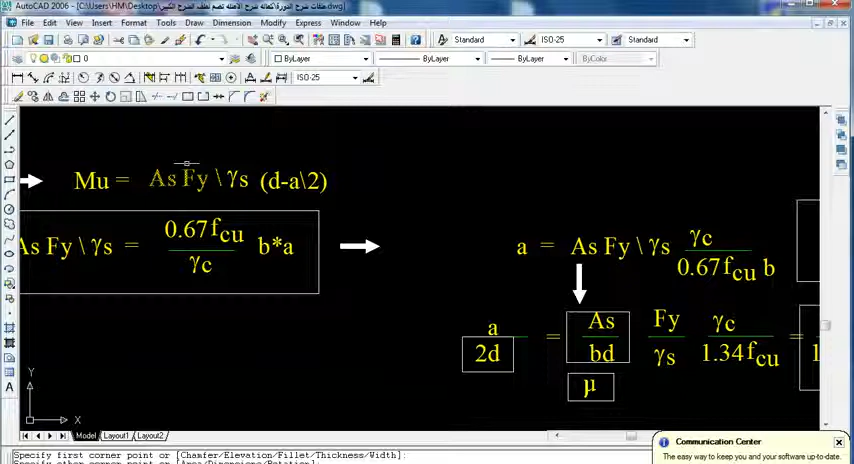 AutoCAD 2006 - [C:\Users\HM\Desktop\
File Edit View Insert Format Tools Draw Dimension Modify Express Window Help
Standard ISO-25 Standard
0 ByLayer ByLayer ByLayer ByColor
ISO-25
Mu = As Fy \ γs (d-a\2)
As Fy \ γs = 0.67fcu b*a
γc
a = As Fy \ γs γc
0.67fcu b
a = As Fy γc =
2d bd γs 1.34fcu
µ
Y
X
Model Layout1 Layout2
Specify first corner point or [Chamfer/Elevation/Fillet/Thickness/Width]:
Specify other corner point or [Area/Dimensions/Rotation]:
Communication Center
The easy way to keep you and your software up-to-date.